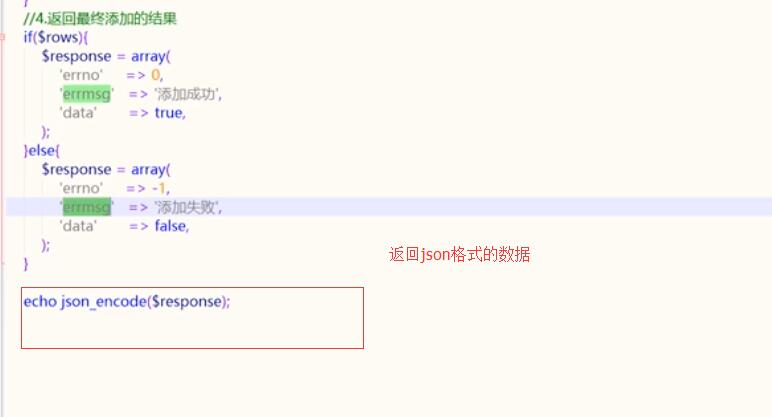 }
//4.返回最终添加的结果
if($rows){
$response = array(
'errno' => 0,
'errmsg' => '添加成功',
'data' => true,
);
}else{
$response = array(
'errno' => -1,
'errmsg' => '添加失败',
'data' => false,
);
}
返回json格式的数据
echo json_encode($response);